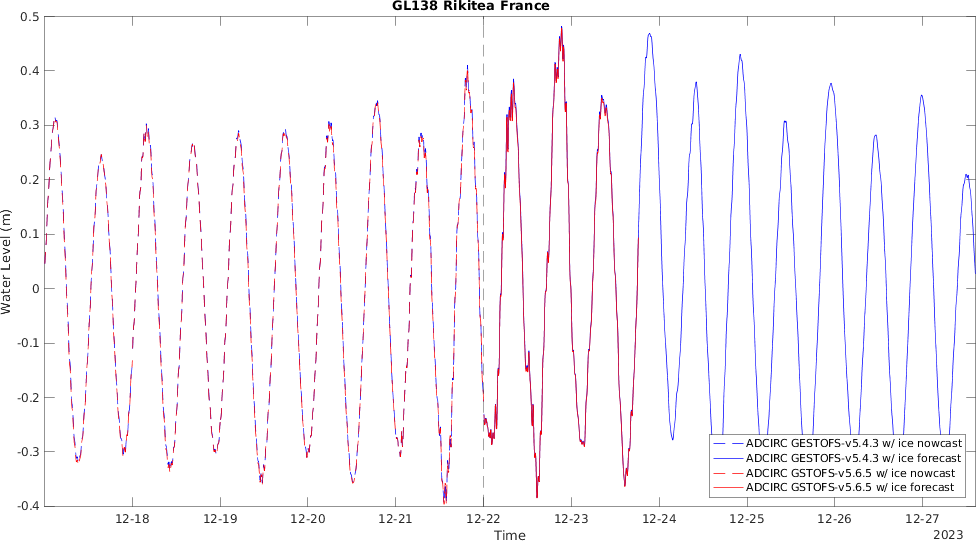 GL138 Rikitea France
0.5
0.4
0.3
0.2
0.1
0
-0.1
-0.2
-0.3
-0.4
Water Level (m)
ADCIRC GESTOFS-v5.4.3 w/ ice nowcast
ADCIRC GESTOFS-v5.4.3 w/ ice forecast
ADCIRC GSTOFS-v5.6.5 w/ ice nowcast
ADCIRC GSTOFS-v5.6.5 w/ ice forecast
12-18 12-19 12-20 12-21 12-22 12-23 12-24 12-25 12-26 12-27
Time
2023